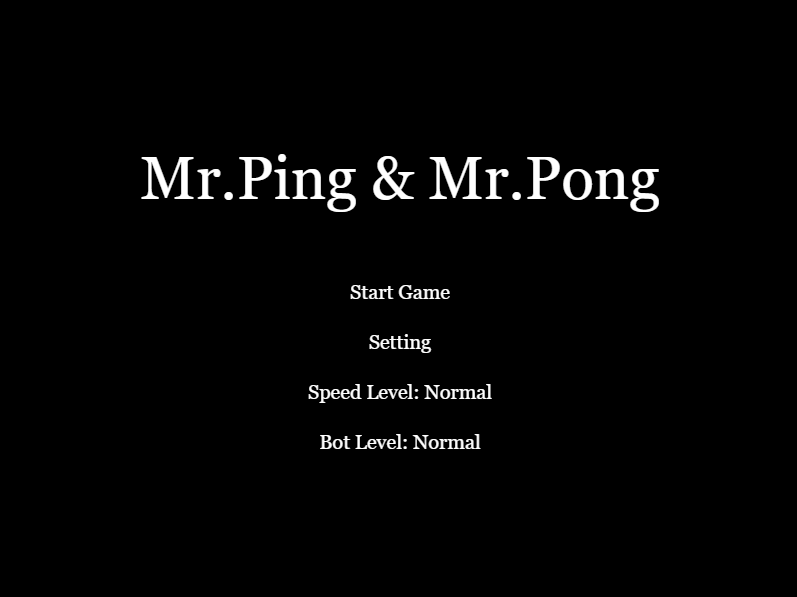 Mr.Ping & Mr.Pong
Start Game
Setting
Speed Level: Normal
Bot Level: Normal